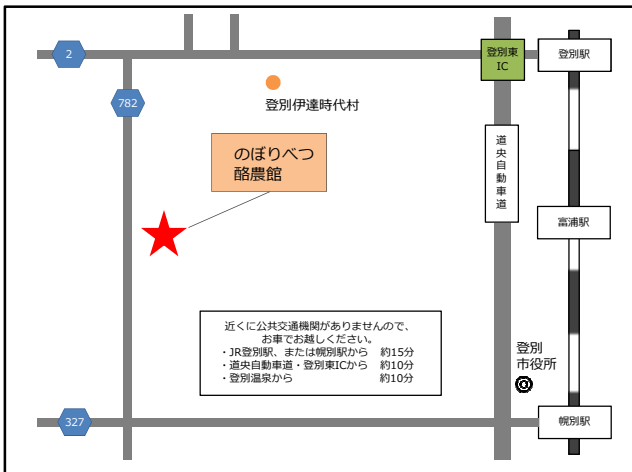 2
登別東
IC
登別駅
782
登別伊達時代村
のぼりべつ
酪農館
道央自動車道
富浦駅
近くに公共交通機関がありませんので、
お車でお越しください。
・JR登別駅、または幌別駅から 約15分
・道央自動車道・登別東ICから 約10分
・登別温泉から 約10分
登別
市役所
327
幌別駅